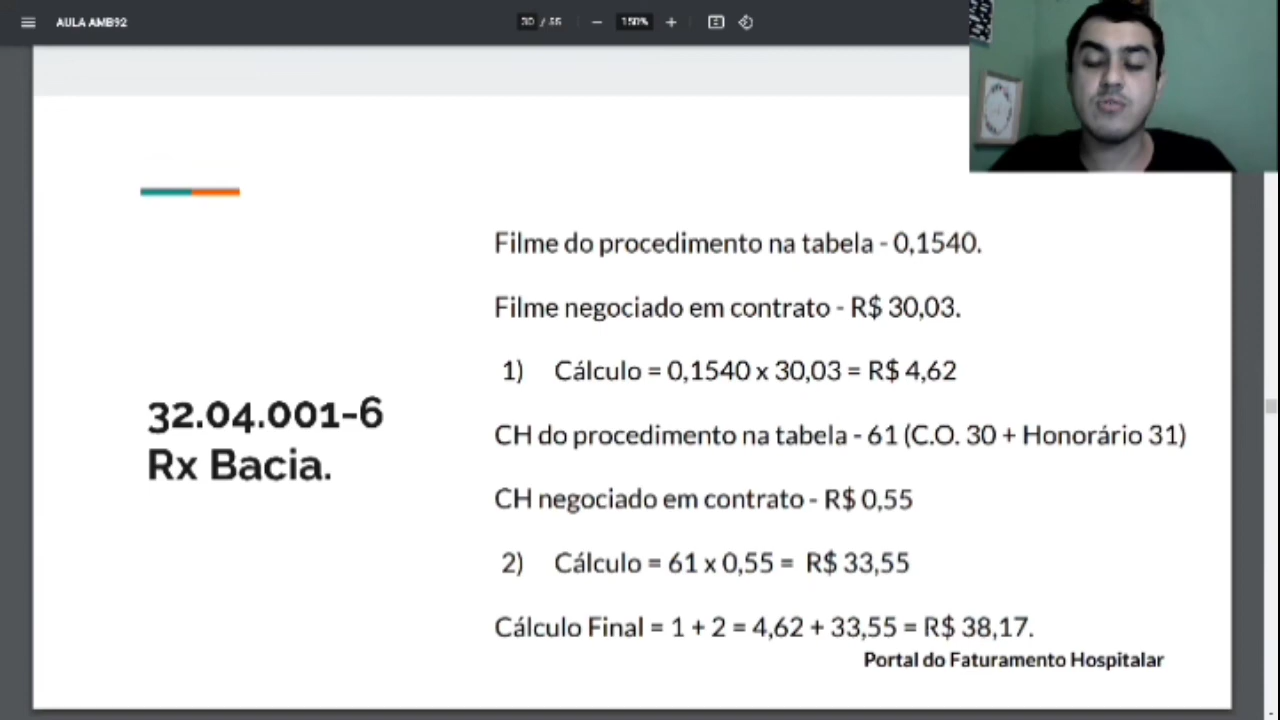 AULA AMB92
30 / 55
150%
Filme do procedimento na tabela - 0,1540.
Filme negociado em contrato - R$ 30,03.
1) Cálculo = 0,1540 x 30,03 = R$ 4,62
32.04.001-6
Rx Bacia.
CH do procedimento na tabela - 61 (C.O. 30 + Honorário 31)
CH negociado em contrato - R$ 0,55
2) Cálculo = 61 x 0,55 = R$ 33,55
Cálculo Final = 1 + 2 = 4,62 + 33,55 = R$ 38,17.
Portal do Faturamento Hospitalar